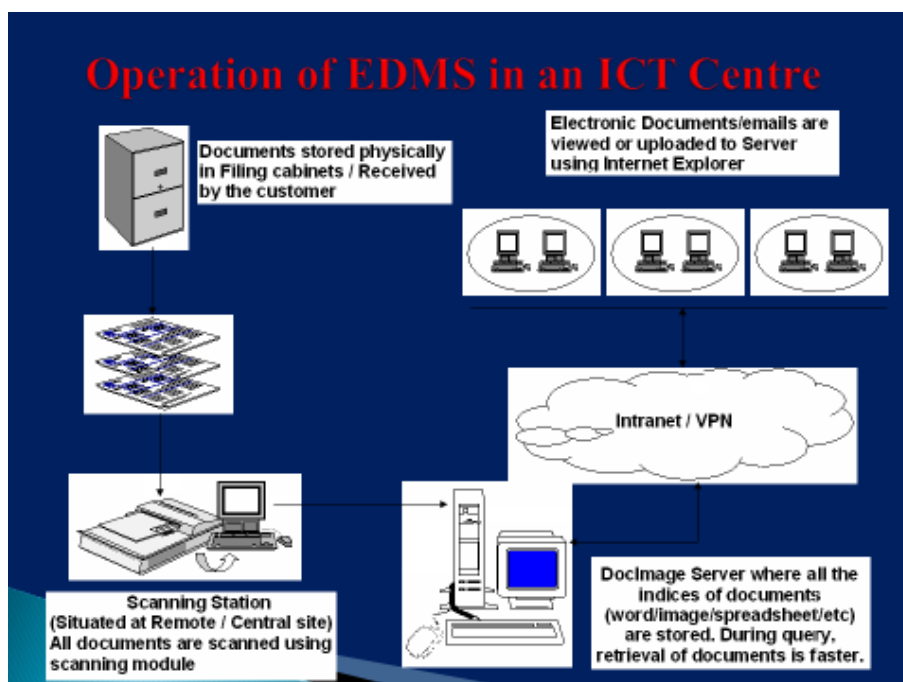 Operation of EDMS in an ICT Centre
Documents stored physically
in Filing cabinets / Received
by the customer
Electronic Documents/emails are
viewed or uploaded to Server
using Internet Explorer
Intranet / VPN
Scanning Station
(Situated at Remote / Central site)
All documents are scanned using
scanning module
DocImage Server where all the
indices of documents
(word/image/spreadsheet/etc)
are stored. During query,
retrieval of documents is faster.